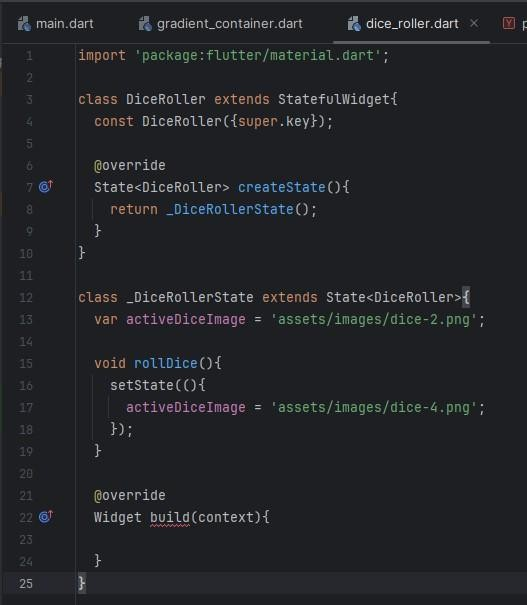 main.dart gradient_container.dart dice_roller.dart
1 import 'package:flutter/material.dart';
2
3 class DiceRoller extends StatefulWidget{
4   const DiceRoller({super.key});
5
6   @override
7   State<DiceRoller> createState(){
8     return _DiceRollerState();
9   }
10 }
11
12 class _DiceRollerState extends State<DiceRoller>{
13   var activeDiceImage = 'assets/images/dice-2.png';
14
15   void rollDice(){
16     setState((){
17       activeDiceImage = 'assets/images/dice-4.png';
18     });
19   }
20
21   @override
22   Widget build(context){
23
24   }
25 }